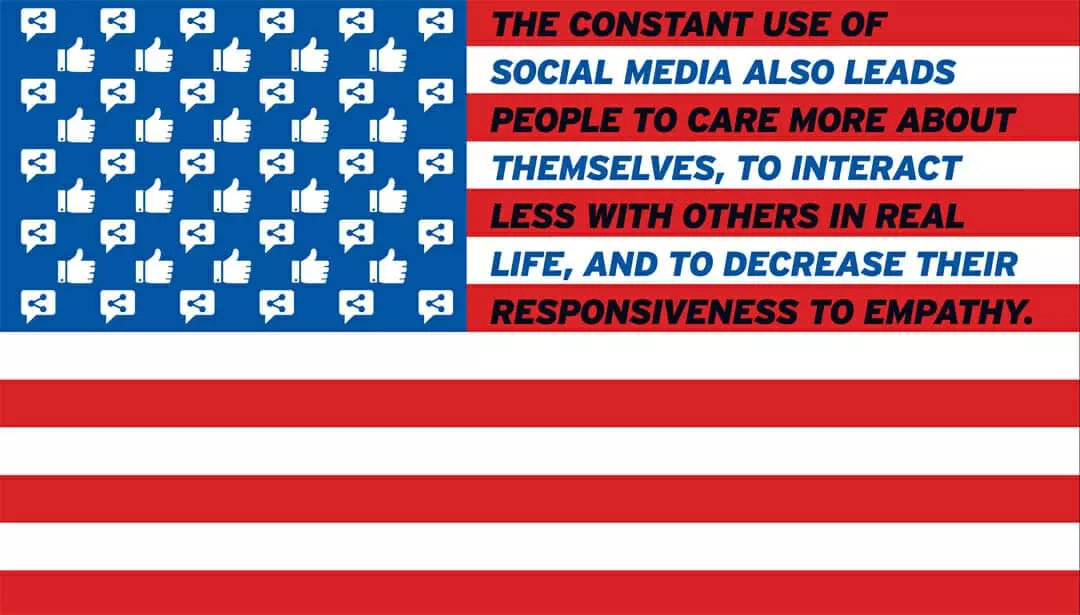 THE CONSTANT USE OF
SOCIAL MEDIA ALSO LEADS
PEOPLE TO CARE MORE ABOUT
THEMSELVES, TO INTERACT
LESS WITH OTHERS IN REAL
LIFE, AND TO DECREASE THEIR
RESPONSIVENESS TO EMPATHY.